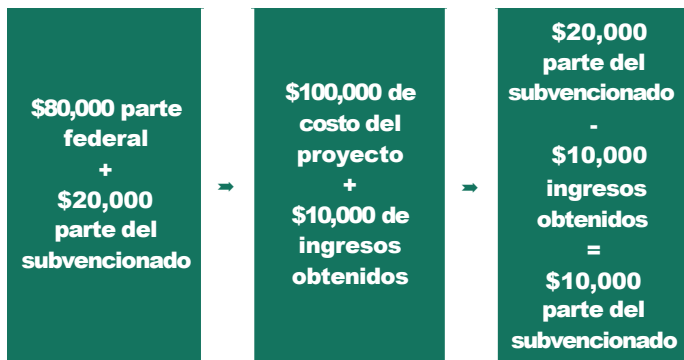 $80,000 parte
federal
+
$20,000
parte del
subvencionado
➡
$100,000 de
costo del
proyecto
+
$10,000 de
ingresos
obtenidos
➡
$20,000
parte del
subvencionado
-
$10,000
ingresos
obtenidos
=
$10,000
parte del
subvencionado